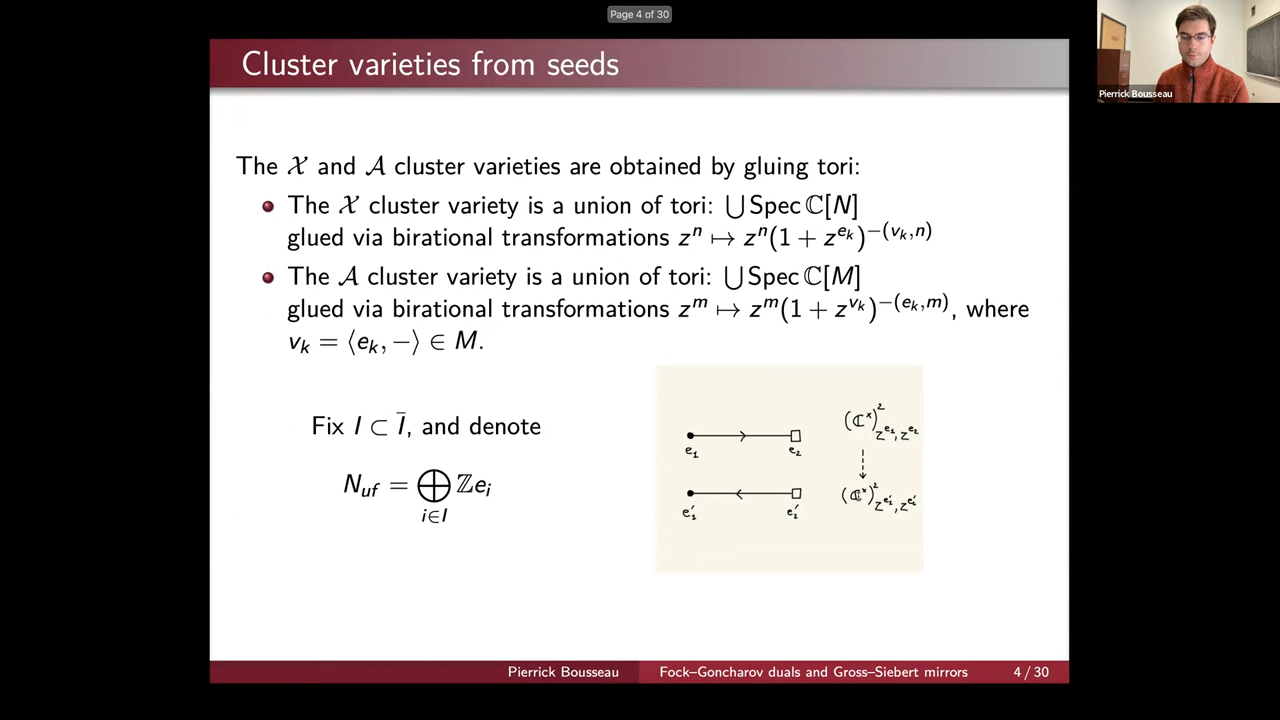 Page 4 of 30
Cluster varieties from seeds
Pierrick Bousseau
The 𝒳 and 𝒜 cluster varieties are obtained by gluing tori:
The 𝒳 cluster variety is a union of tori: ⋃ Spec ℂ[N]
glued via birational transformations zⁿ ↦ zⁿ(1 + z^{e_k})^{−(v_k,n)}
The 𝒜 cluster variety is a union of tori: ⋃ Spec ℂ[M]
glued via birational transformations z^m ↦ z^m(1 + z^{v_k})^{−(e_k,m)}, where
v_k = ⟨e_k, −⟩ ∈ M.
Fix I ⊂ Ī, and denote
N_{uf} = ⨁_{i∈I} ℤe_i
e_1 e_2
(ℂ^×)^2_{z^{e_1}, z^{e_2}}
e'_1 e'_2
(ℂ^×)^2_{z^{e'_1}, z^{e'_2}}
Pierrick Bousseau Fock–Goncharov duals and Gross–Siebert mirrors 4 / 30